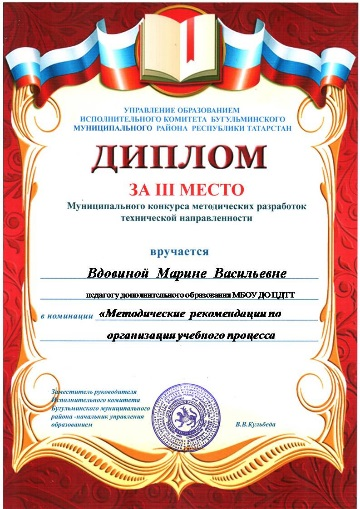 УПРАВЛЕНИЕ ОБРАЗОВАНИЕМ
ИСПОЛНИТЕЛЬНОГО КОМИТЕТА БУГУЛЬМИНСКОГО
МУНИЦИПАЛЬНОГО РАЙОНА РЕСПУБЛИКИ ТАТАРСТАН
ДИПЛОМ
ЗА III МЕСТО
Муниципального конкурса методических разработок
технической направленности
вручается
Вдовиной Марине Васильевне
педагогу дополнительного образования МБОУ ДО ЦДТТ
в номинации «Методические рекомендации по
организации учебного процесса
Заместитель руководителя
Исполнительного комитета
Бугульминского муниципального
района -начальник управления
образованием
В.В.Кульбеда